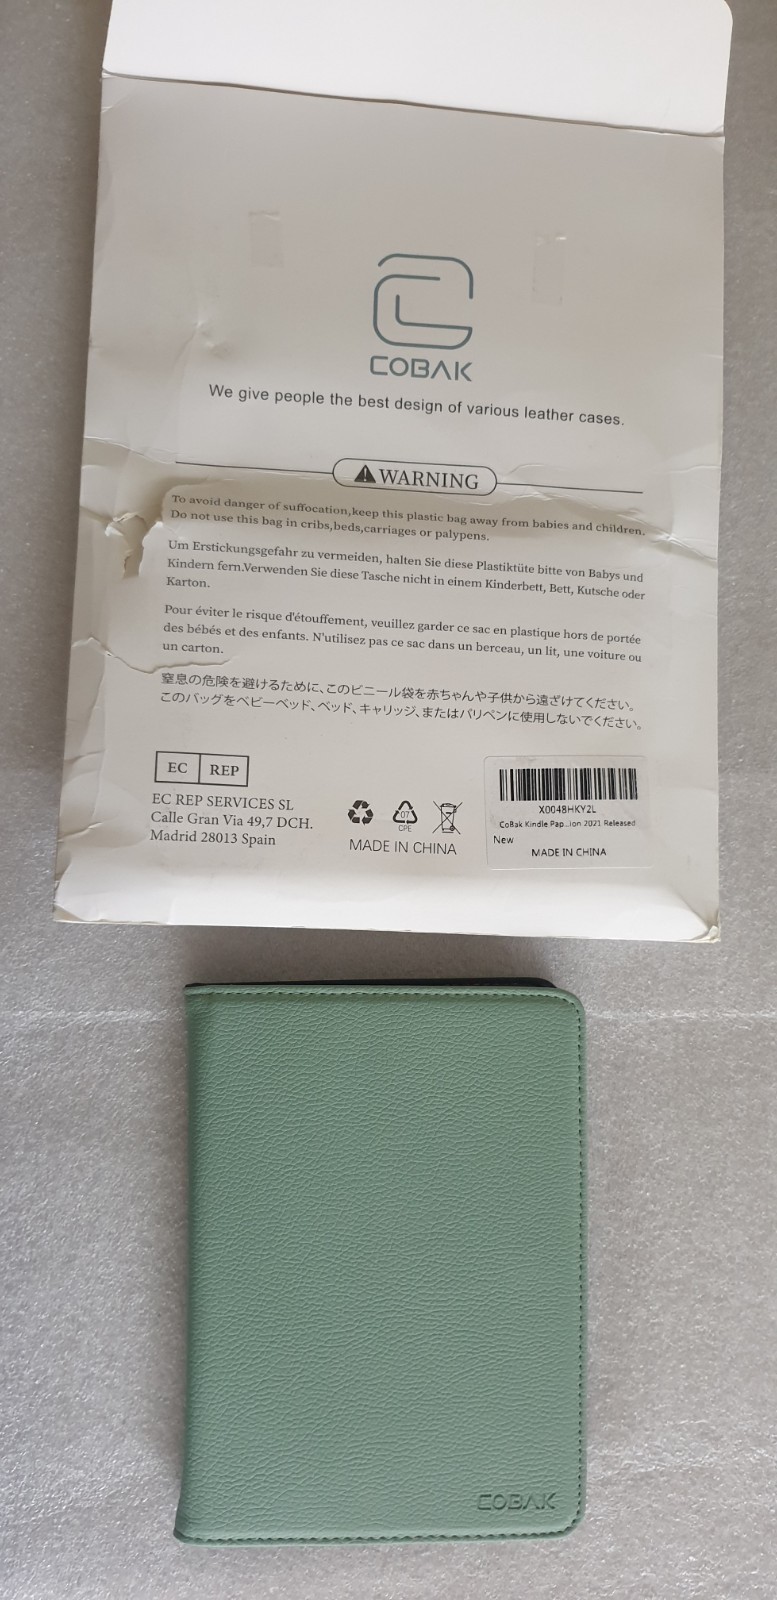 COBAK
We give people the best design of various leather cases.
WARNING
To avoid danger of suffocation,keep this plastic bag away from babies and children.
Do not use this bag in cribs,beds,carriages or palypens.
Um Erstickungsgefahr zu vermeiden, halten Sie diese Plastiktüte bitte von Babys und
Kindern fern.Verwenden Sie diese Tasche nicht in einem Kinderbett, Bett, Kutsche oder
Karton.
Pour éviter le risque d'étouffement, veuillez garder ce sac en plastique hors de portée
des bébés et des enfants. N'utilisez pas ce sac dans un berceau, un lit, une voiture ou
un carton.
窒息の危険を避けるために、このビニール袋を赤ちゃんや子供から遠ざけてください。
このバッグをベビーベッド、ベッド、キャリッジ、またはパリペンに使用しないでください。
EC REP
EC REP SERVICES SL
Calle Gran Via 49,7 DCH.
Madrid 28013 Spain
07
CPE
MADE IN CHINA
X0048HKY2L
CoBak Kindle Pap...ion 2021 Released
New
MADE IN CHINA
COBAK